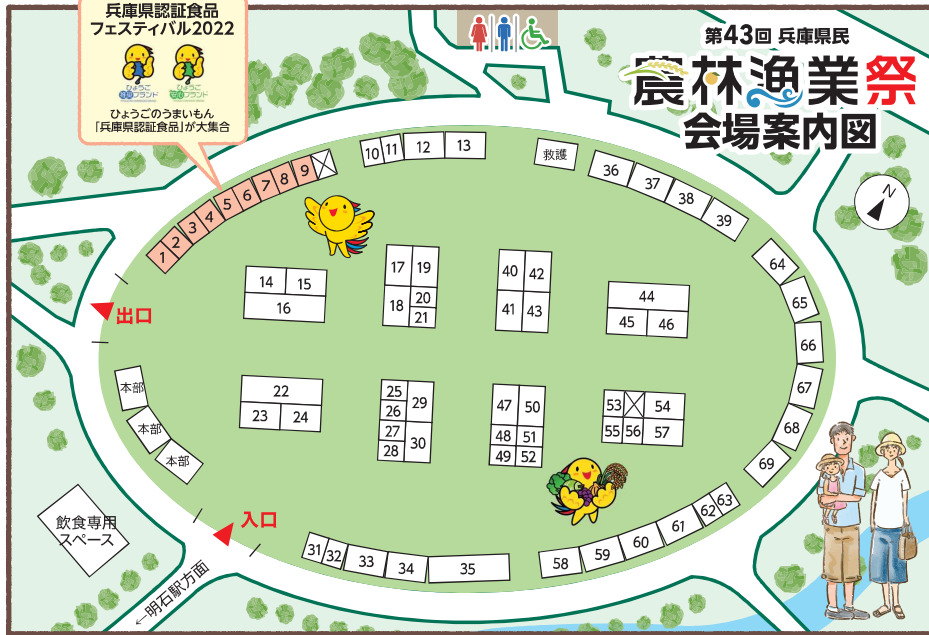 兵庫県認証食品
フェスティバル2022
ひょうごのうまいもん
「兵庫県認証食品」が大集合
第43回 兵庫県民
農林漁業祭
会場案内図
N
救護
1 2 3 4 5 6 7 8 9
10 11 12 13
36 37 38 39
14 15
16
17 19
18 20
21
40 42
41 43
44
45 46
64
65
66
67
68
69
出口
本部
本部
本部
22
23 24
25 29
26
27 30
28
47 50
48 51
49 52
53 54
55 56 57
入口
飲食専用
スペース
←明石駅方面
31 32 33 34 35
58 59 60 61 62 63